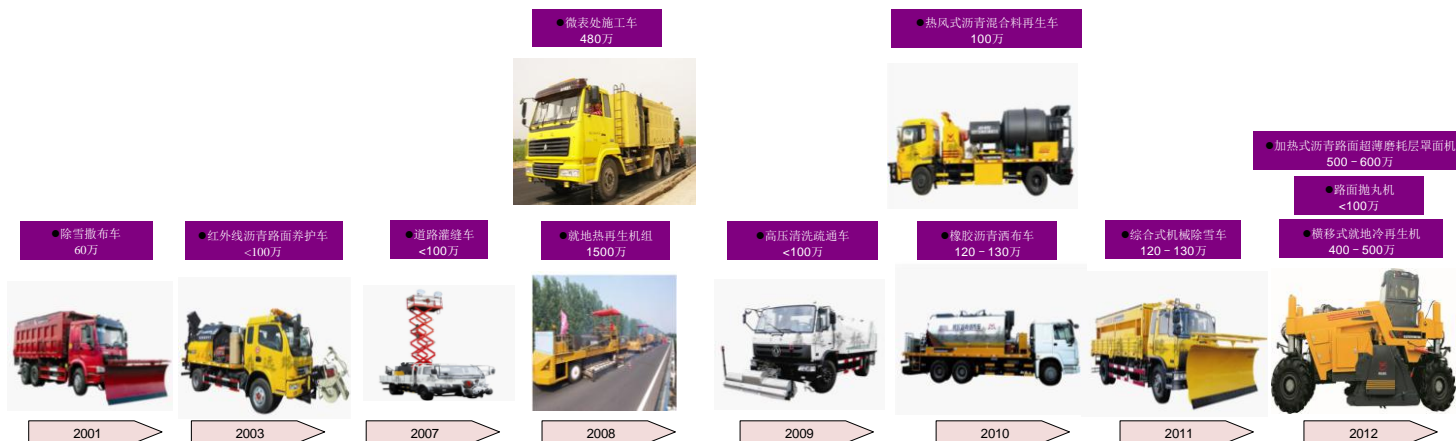 ●微表处施工车
480万
●热风式沥青混合料再生车
100万
●加热式沥青路面超薄磨耗层罩面机
500－600万
●路面抛丸机
<100万
●除雪撒布车
60万
●红外线沥青路面养护车
<100万
●道路灌缝车
<100万
●就地热再生机组
1500万
●高压清洗疏通车
<100万
●橡胶沥青洒布车
120－130万
●综合式机械除雪车
120－130万
●横移式就地冷再生机
400－500万
2001
2003
2007
2008
2009
2010
2011
2012